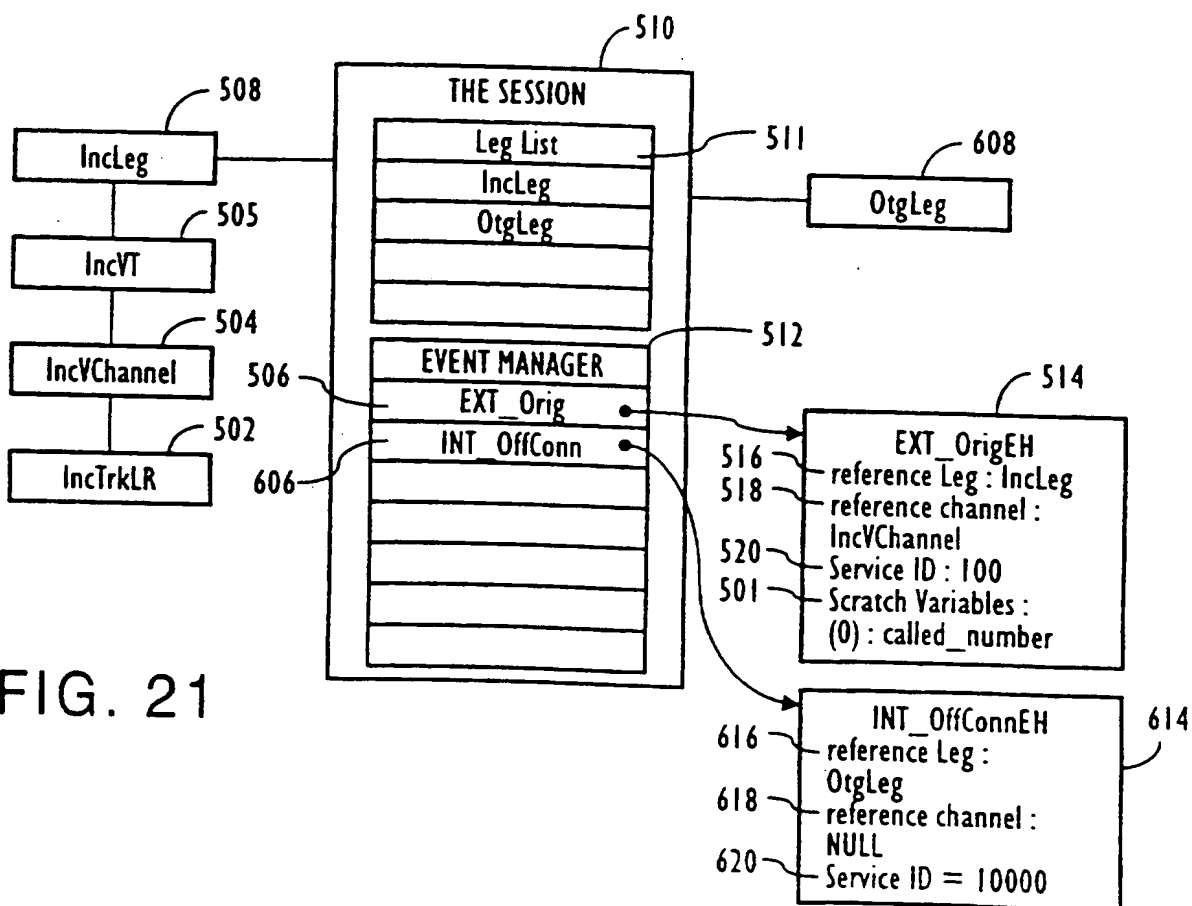 510
THE SESSION
508
IncLeg
Leg List
511
IncLeg
OtgLeg
608
OtgLeg
505
IncVT
504
IncVChannel
512
EVENT MANAGER
506
EXT_Orig
606
INT_OffConn
502
IncTrkLR
514
EXT_OrigEH
516
reference Leg : IncLeg
518
reference channel :
IncVChannel
520
Service ID : 100
501
Scratch Variables :
(0) : called_number
FIG. 21
614
INT_OffConnEH
616
reference Leg :
OtgLeg
618
reference channel :
NULL
620
Service ID = 10000